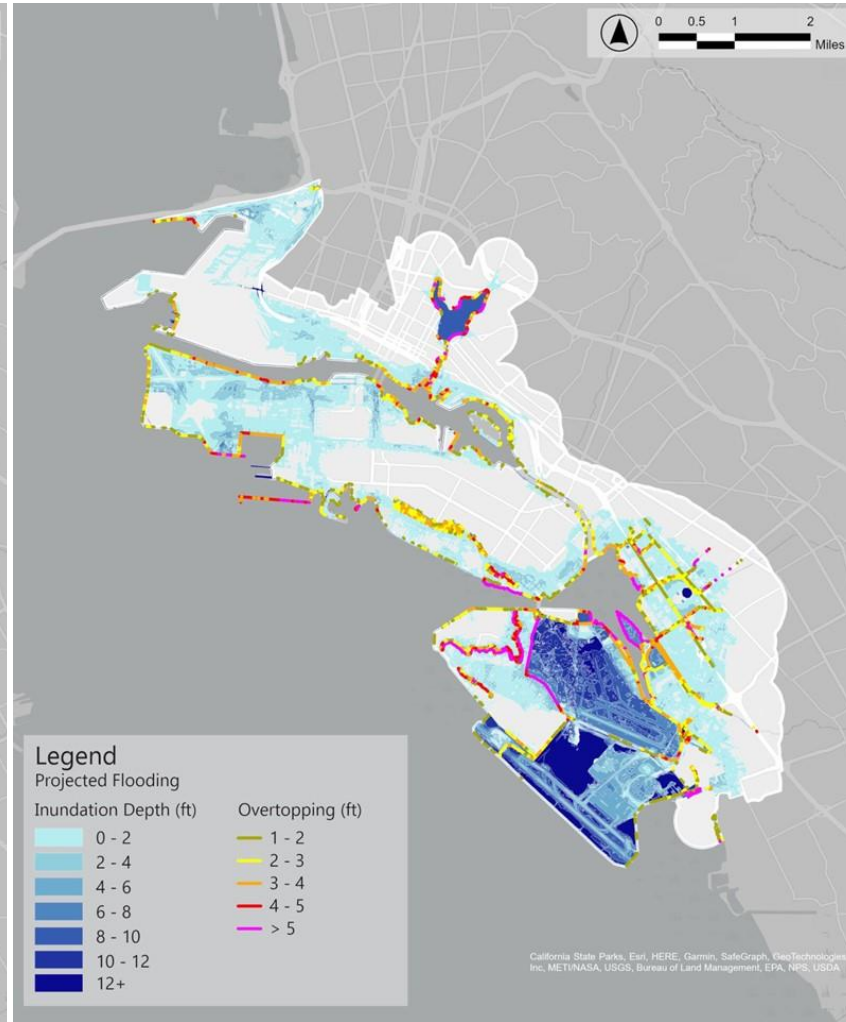 0 0.5 1 2
Miles
Legend
Projected Flooding
Inundation Depth (ft)
0 - 2
2 - 4
4 - 6
6 - 8
8 - 10
10 - 12
12+
Overtopping (ft)
1 - 2
2 - 3
3 - 4
4 - 5
> 5
California State Parks, Esri, HERE, Garmin, SafeGraph, GeoTechnologies
Inc, METI/NASA, USGS, Bureau of Land Management, EPA, NPS, USDA